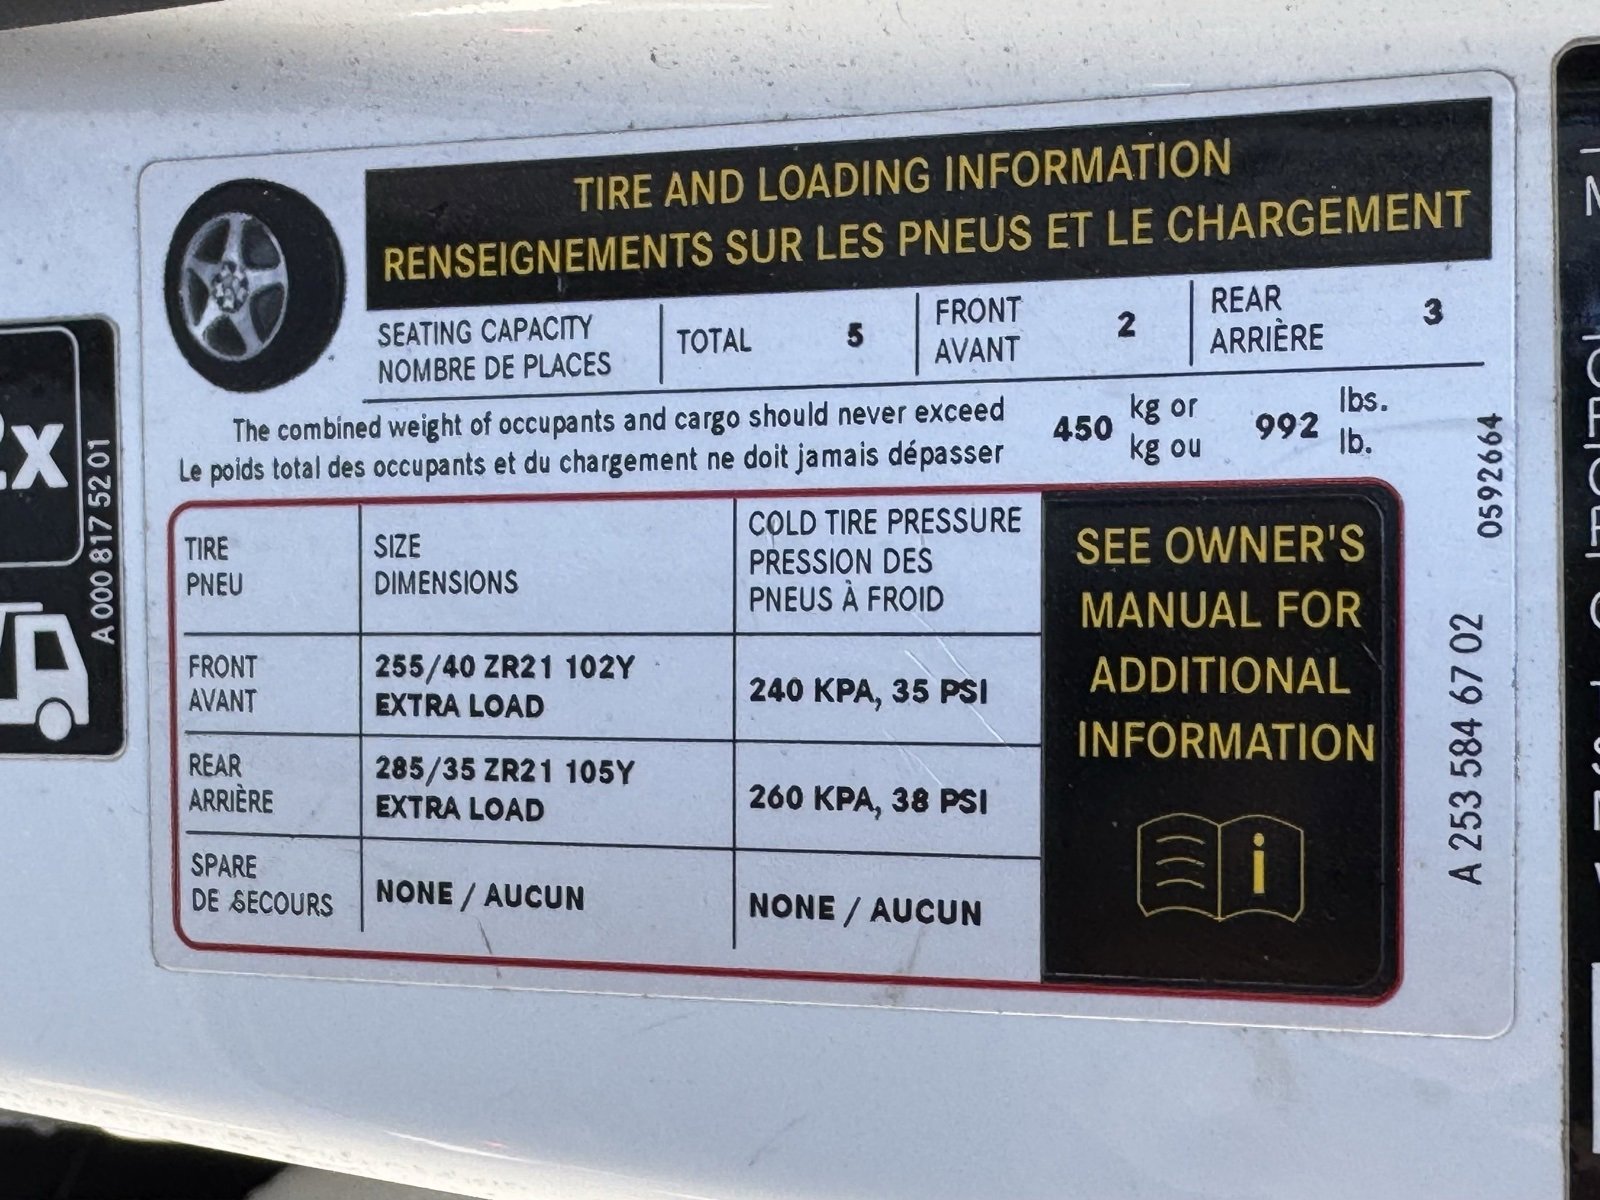 TIRE AND LOADING INFORMATION
RENSEIGNEMENTS SUR LES PNEUS ET LE CHARGEMENT
SEATING CAPACITY
NOMBRE DE PLACES
TOTAL 5
FRONT
AVANT
2
REAR
ARRIÈRE
3
The combined weight of occupants and cargo should never exceed
Le poids total des occupants et du chargement ne doit jamais dépasser
450 kg or
kg ou
992 lbs.
lb.
TIRE
PNEU
SIZE
DIMENSIONS
COLD TIRE PRESSURE
PRESSION DES
PNEUS À FROID
FRONT
AVANT
255/40 ZR21 102Y
EXTRA LOAD
240 KPA, 35 PSI
REAR
ARRIÈRE
285/35 ZR21 105Y
EXTRA LOAD
260 KPA, 38 PSI
SPARE
DE SECOURS
NONE / AUCUN
NONE / AUCUN
SEE OWNER'S
MANUAL FOR
ADDITIONAL
INFORMATION
i
0592664
A 253 584 67 02
2x
A 000 817 52 01